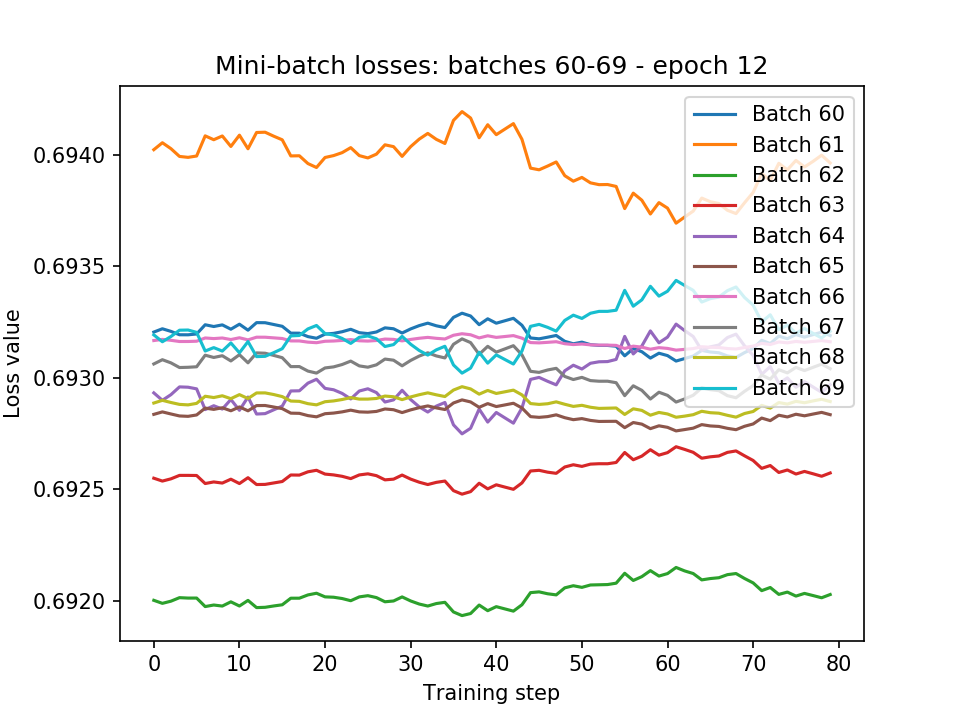 Mini-batch losses: batches 60-69 - epoch 12
Loss value
0.6940
0.6935
0.6930
0.6925
0.6920
Batch 60
Batch 61
Batch 62
Batch 63
Batch 64
Batch 65
Batch 66
Batch 67
Batch 68
Batch 69
0 10 20 30 40 50 60 70 80
Training step